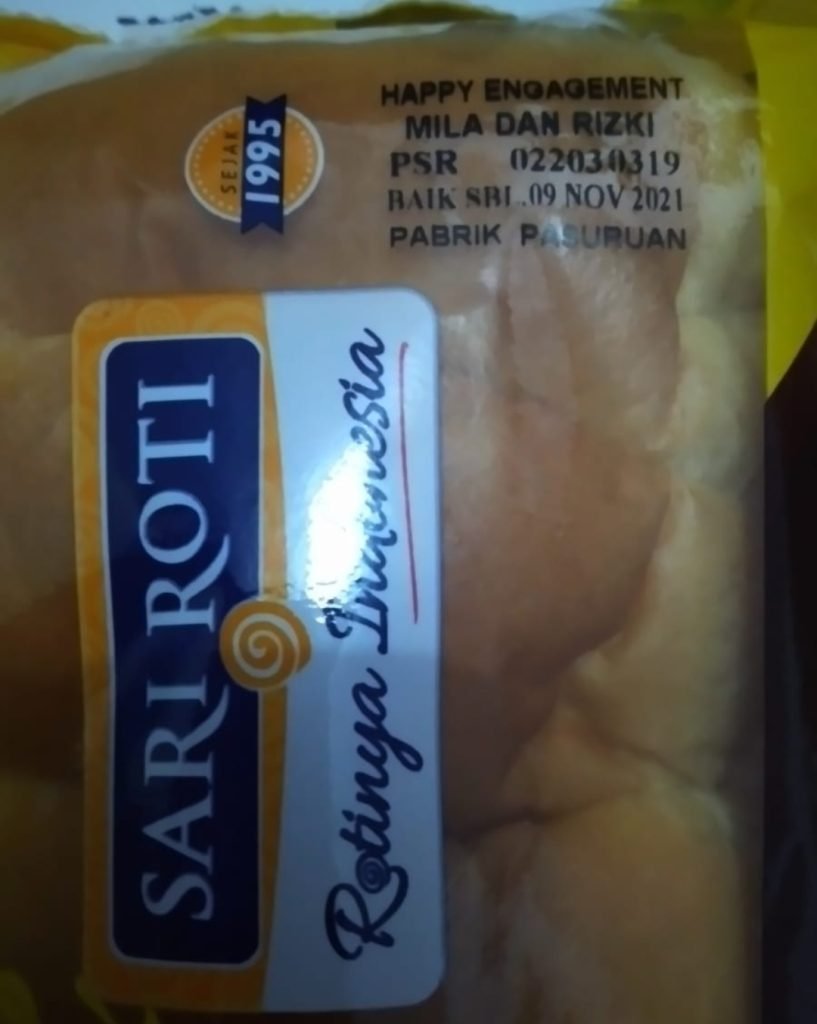 HAPPY ENGAGEMENT
MILA DAN RIZKI
PSR 022030319
BAIK SBL.09 NOV 2021
PABRIK PASURUAN
SEJAK
1995
SARI ROTI
Rotinya Indonesia